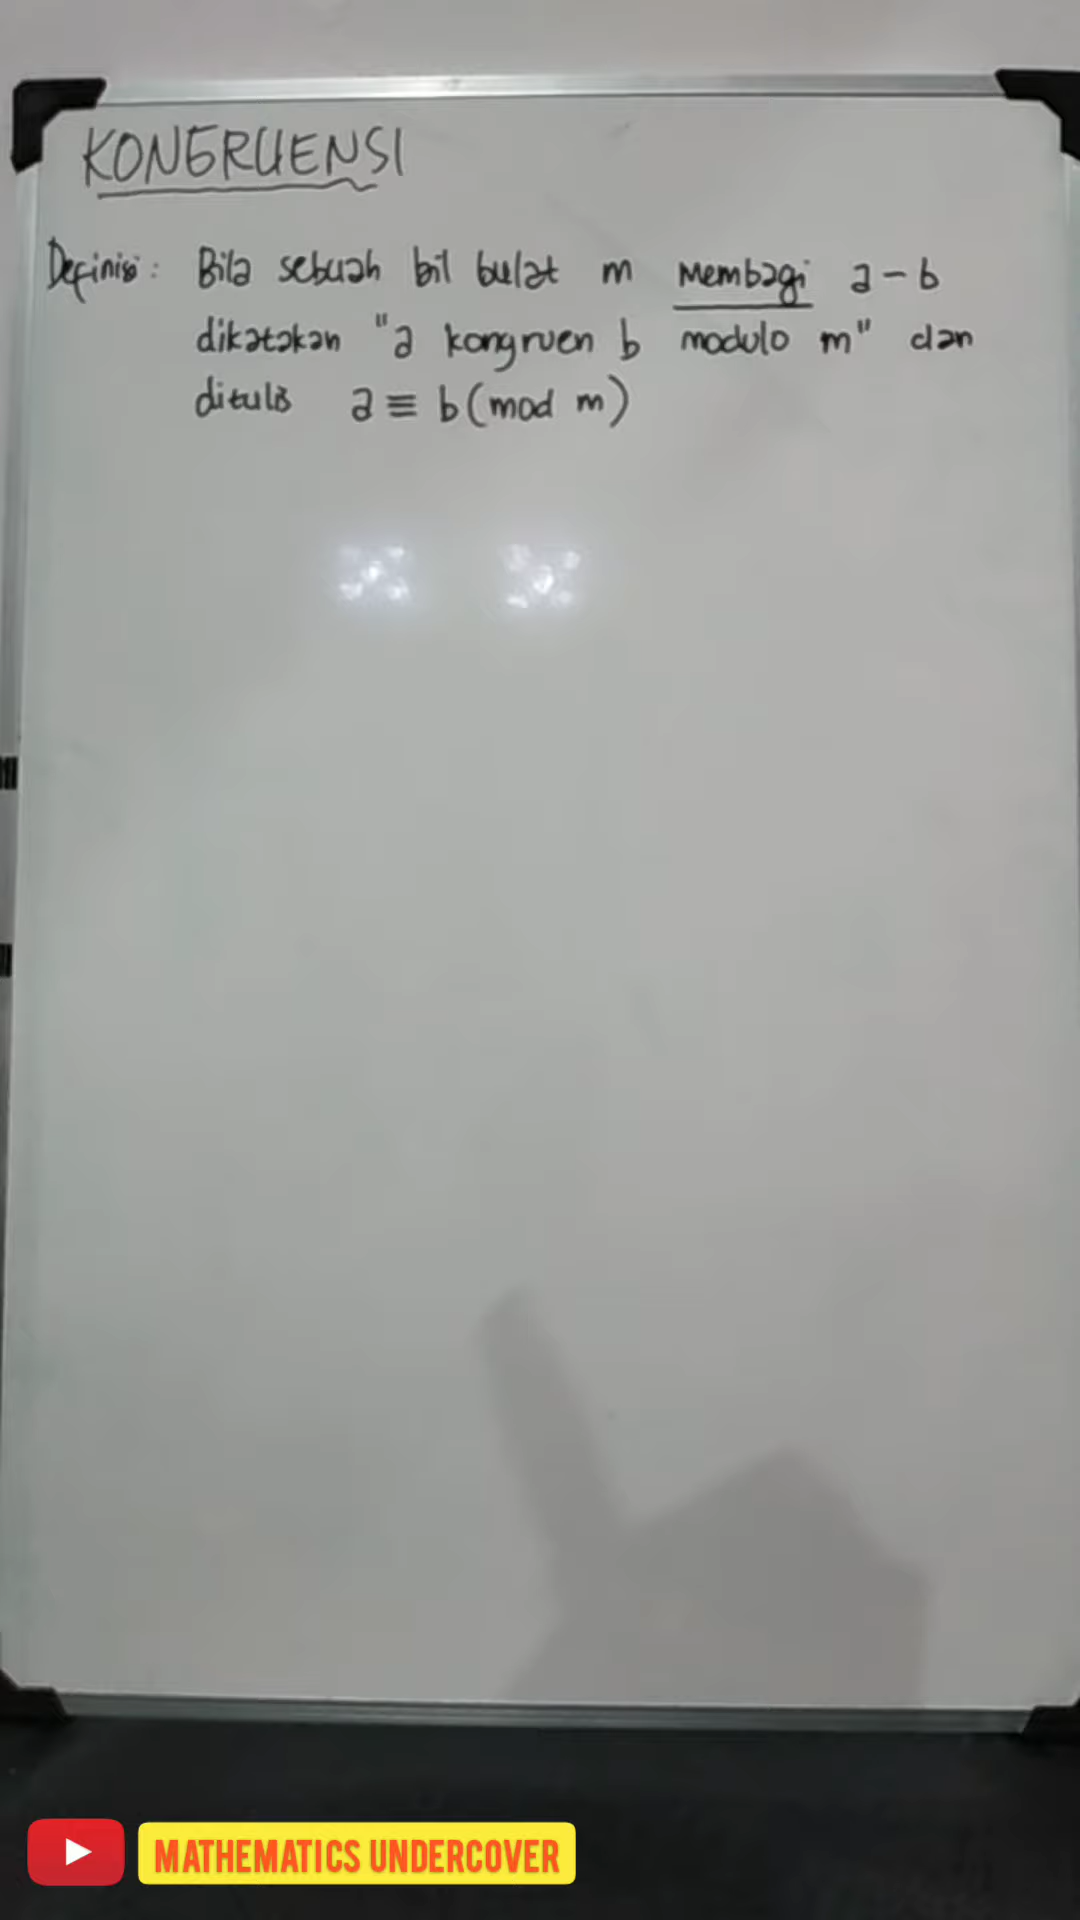 KONGRUENSI
Definisi: Bila sebuah bil bulat m membagi a - b
dikatakan "a kongruen b modulo m" dan
ditulis a ≡ b (mod m)
MATHEMATICS UNDERCOVER